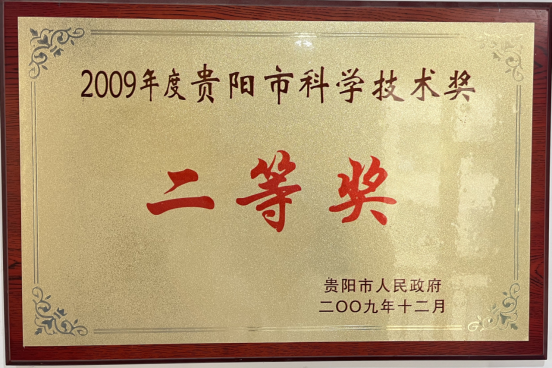 2009年度贵阳市科学技术奖
二等奖
贵阳市人民政府
二〇〇九年十二月